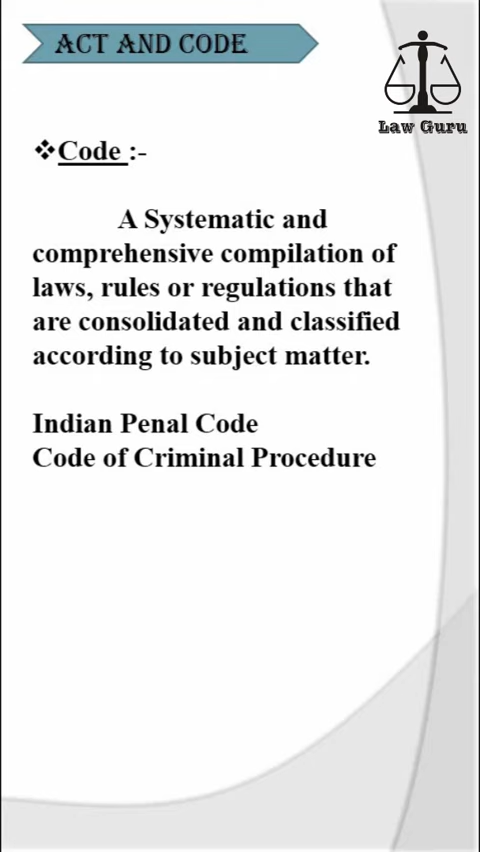 ACT AND CODE
Law Guru
❖Code :-
A Systematic and
comprehensive compilation of
laws, rules or regulations that
are consolidated and classified
according to subject matter.
Indian Penal Code
Code of Criminal Procedure